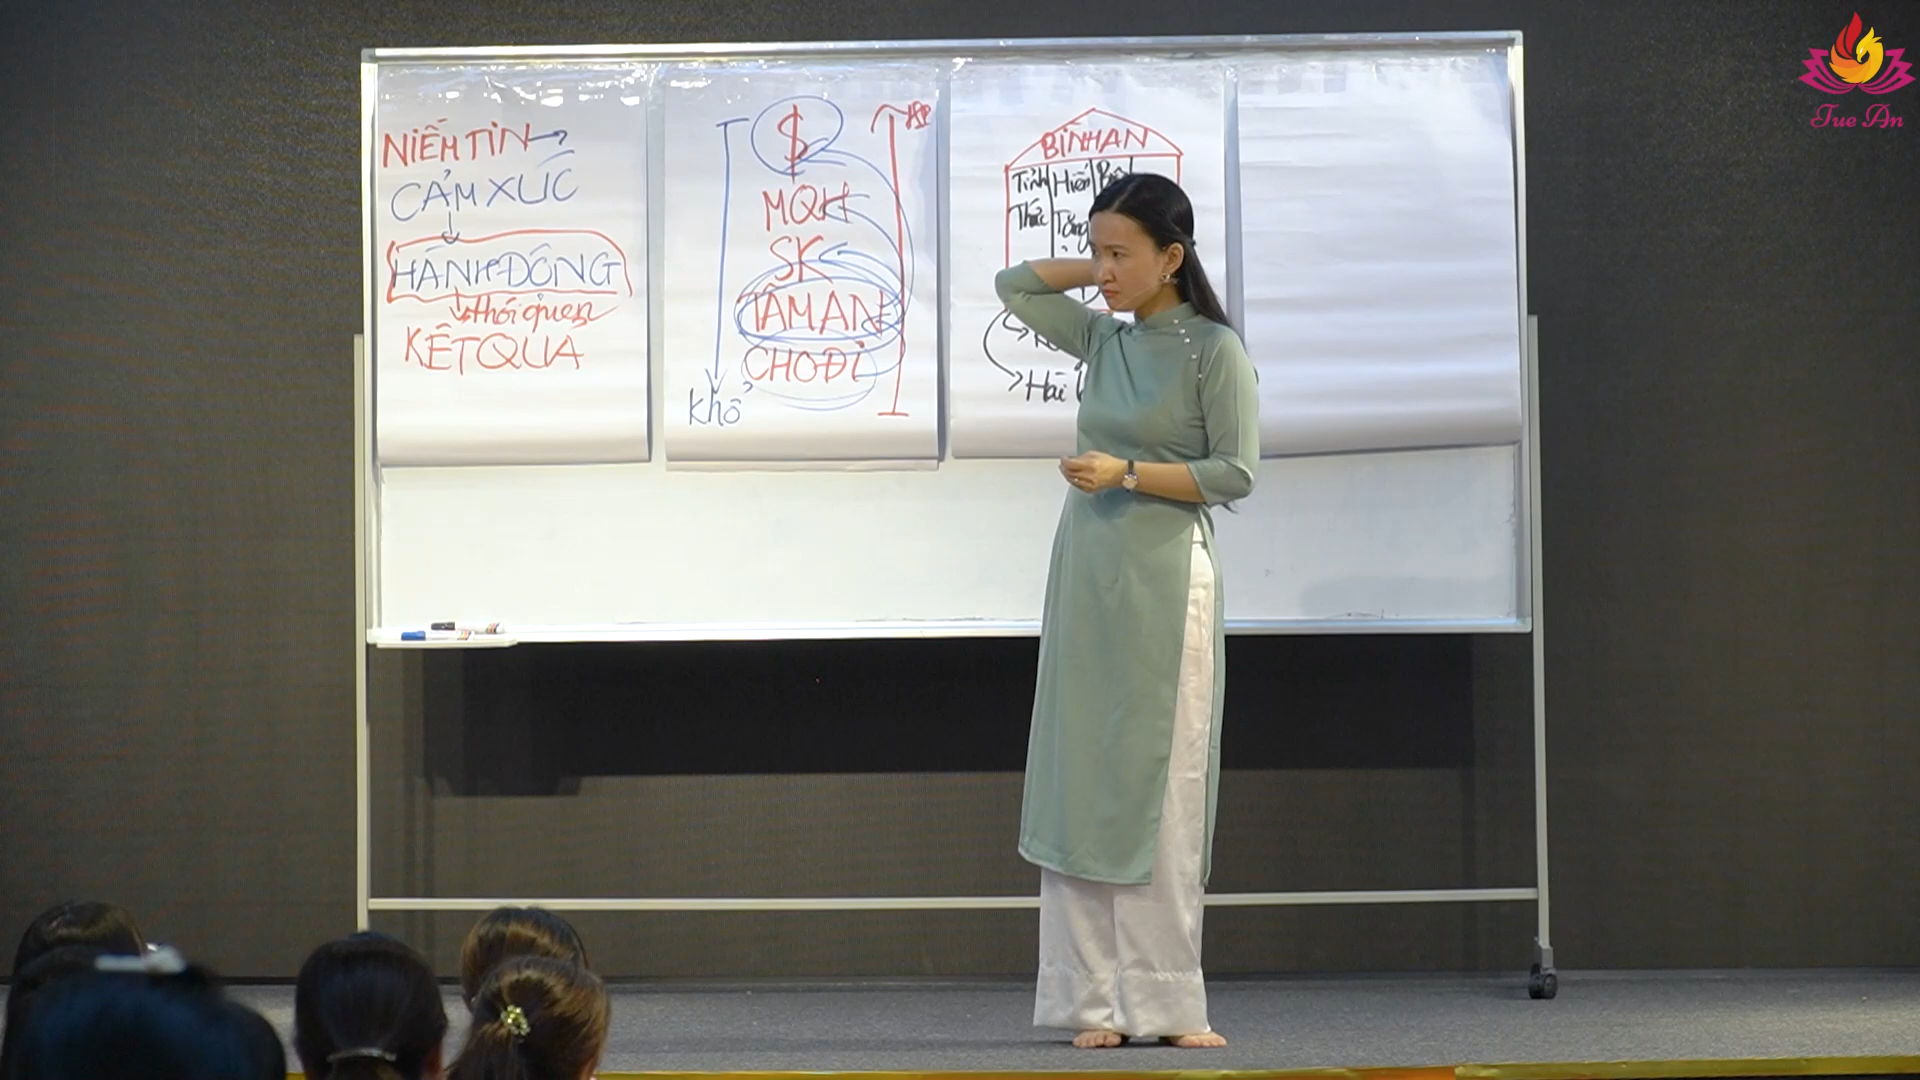 NIỀM TIN
CẢM XÚC
HÀNH ĐỘNG
thói quen
KẾT QUẢ
$
MQH
SK
TÂM AN
CHO ĐI
khổ
BÌNH AN
Tỉnh Hiến
Thức Tặng
Hài
Tue An